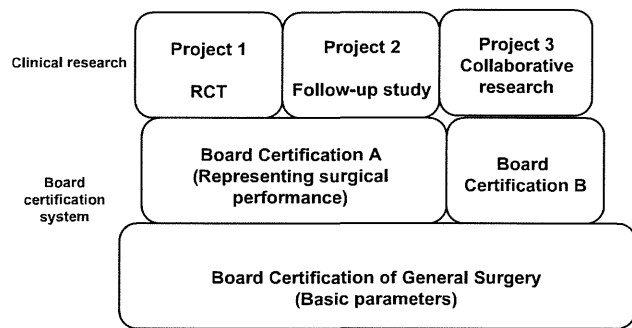 Clinical research
Project 1
RCT
Project 2
Follow-up study
Project 3
Collaborative
research
Board
certification
system
Board Certification A
(Representing surgical
performance)
Board
Certification B
Board Certification of General Surgery
(Basic parameters)